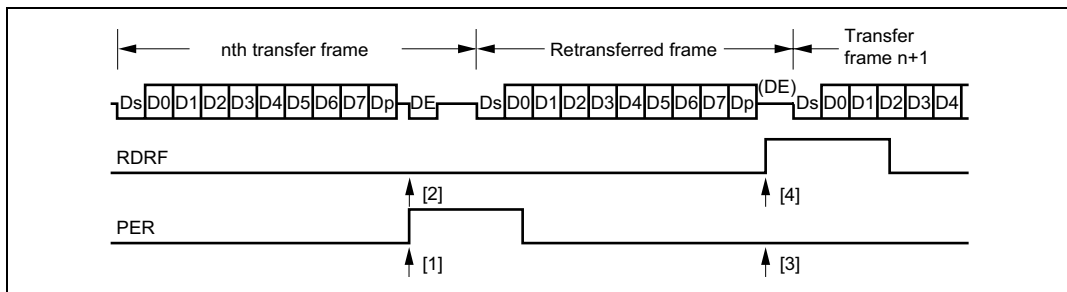 nth transfer frame
Retransferred frame
Transfer
frame n+1
Ds D0 D1 D2 D3 D4 D5 D6 D7 Dp DE Ds D0 D1 D2 D3 D4 D5 D6 D7 Dp (DE) Ds D0 D1 D2 D3 D4
RDRF
[2] [4]
PER
[1] [3]